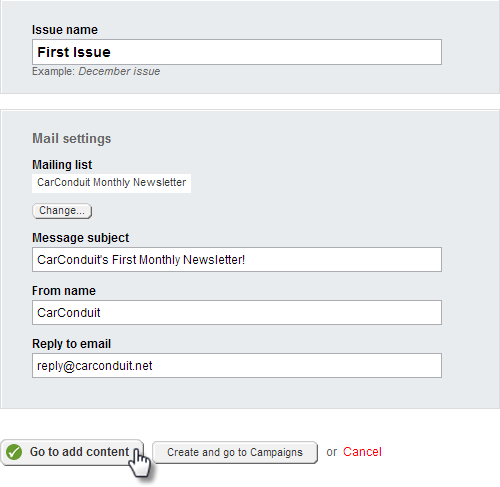 Issue name
First Issue
Example: December issue
Mail settings
Mailing list
CarConduit Monthly Newsletter
Change...
Message subject
CarConduit's First Monthly Newsletter!
From name
CarConduit
Reply to email
reply@carconduit.net
Go to add content Create and go to Campaigns or Cancel